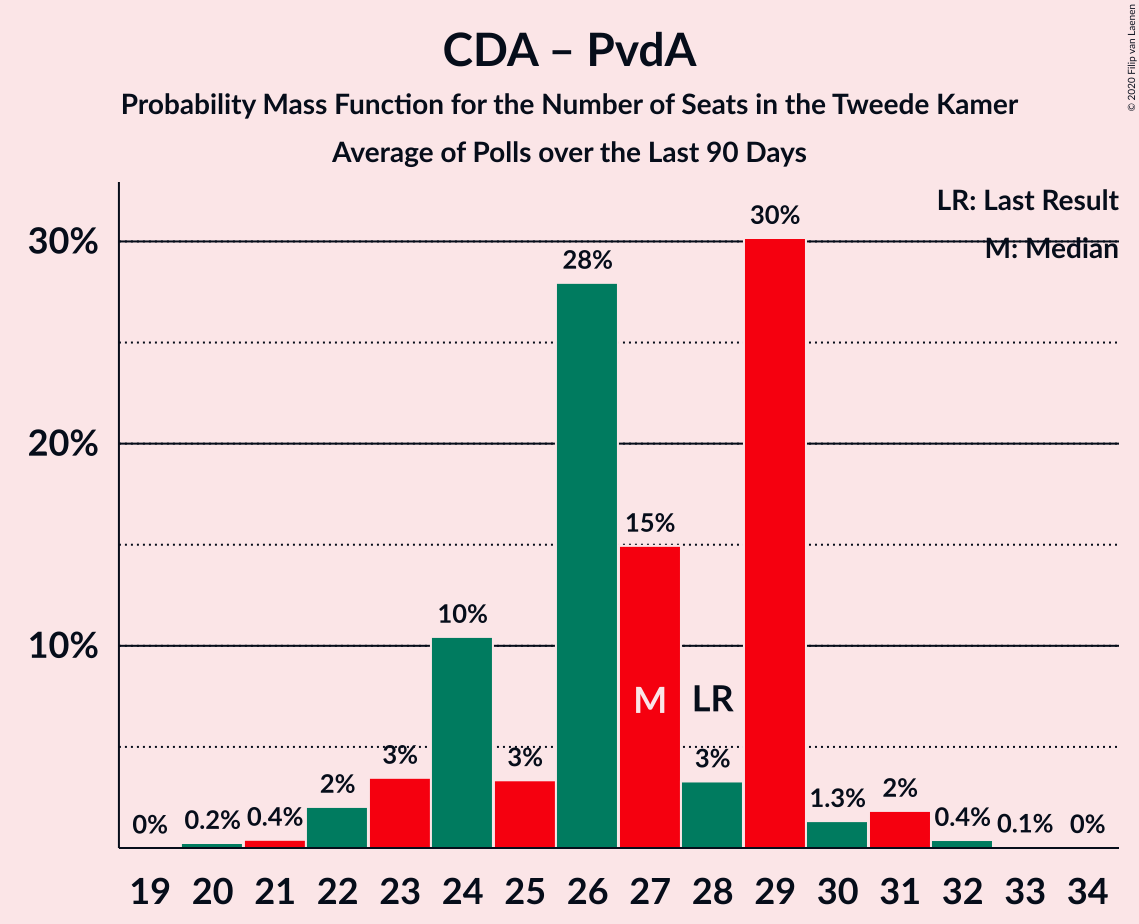 CDA – PvdA
Probability Mass Function for the Number of Seats in the Tweede Kamer
Average of Polls over the Last 90 Days
© 2020 Filip van Laenen
LR: Last Result
M: Median
30%
20%
10%
0%
0.2%
0.4%
2%
3%
10%
3%
28%
15%
3%
30%
1.3%
2%
0.4%
0.1%
0%
M
LR
19 20 21 22 23 24 25 26 27 28 29 30 31 32 33 34